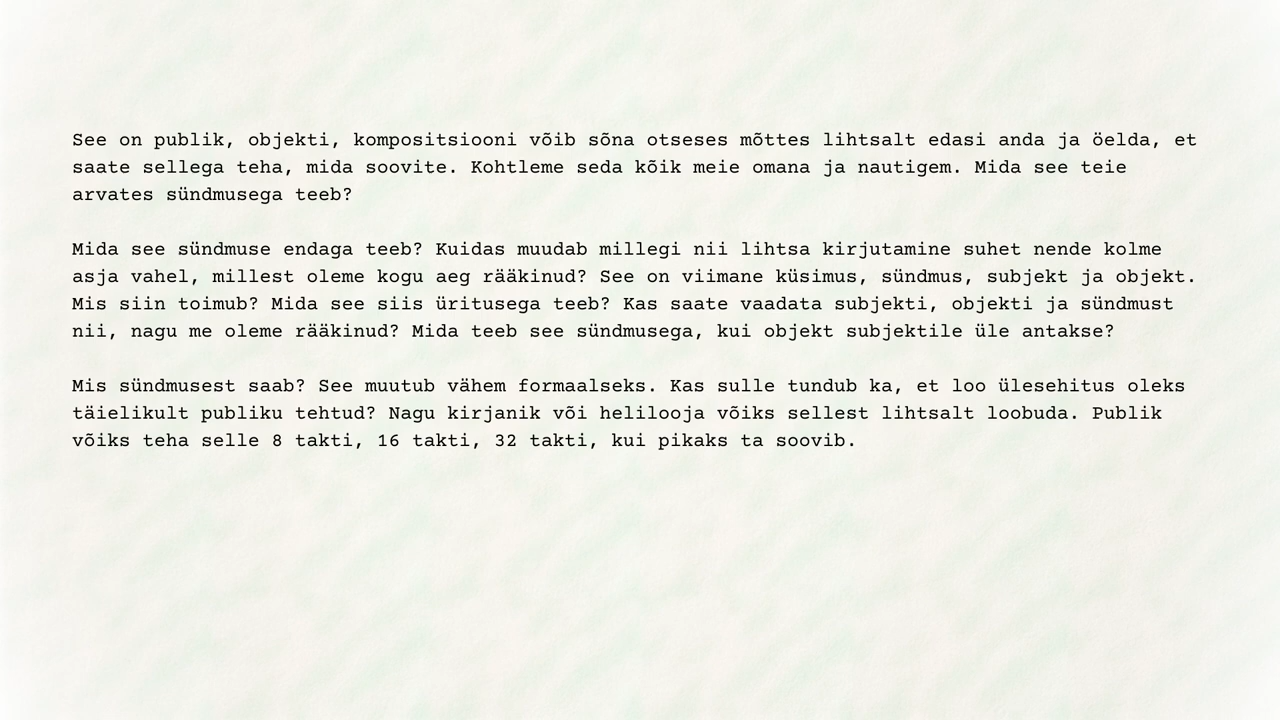 See on publik, objekti, kompositsiooni võib sõna otseses mõttes lihtsalt edasi anda ja öelda, et
saate sellega teha, mida soovite. Kohtleme seda kõik meie omana ja nautigem. Mida see teie
arvates sündmusega teeb?
Mida see sündmuse endaga teeb? Kuidas muudab millegi nii lihtsa kirjutamine suhet nende kolme
asja vahel, millest oleme kogu aeg rääkinud? See on viimane küsimus, sündmus, subjekt ja objekt.
Mis siin toimub? Mida see siis üritusega teeb? Kas saate vaadata subjekti, objekti ja sündmust
nii, nagu me oleme rääkinud? Mida teeb see sündmusega, kui objekt subjektile üle antakse?
Mis sündmusest saab? See muutub vähem formaalseks. Kas sulle tundub ka, et loo ülesehitus oleks
täielikult publiku tehtud? Nagu kirjanik või helilooja võiks sellest lihtsalt loobuda. Publik
võiks teha selle 8 takti, 16 takti, 32 takti, kui pikaks ta soovib.